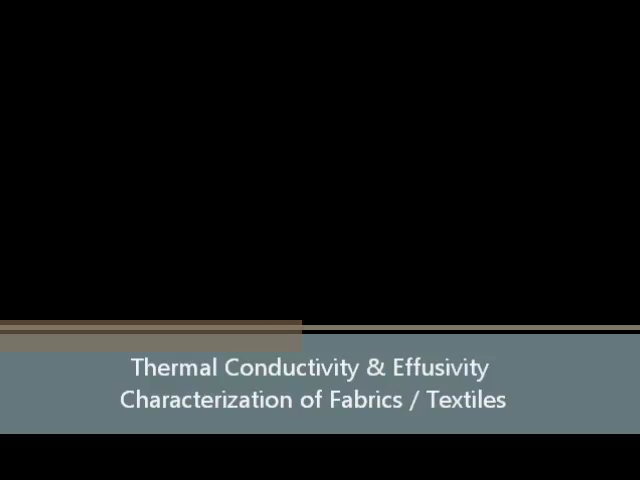 Thermal Conductivity & Effusivity
Characterization of Fabrics / Textiles